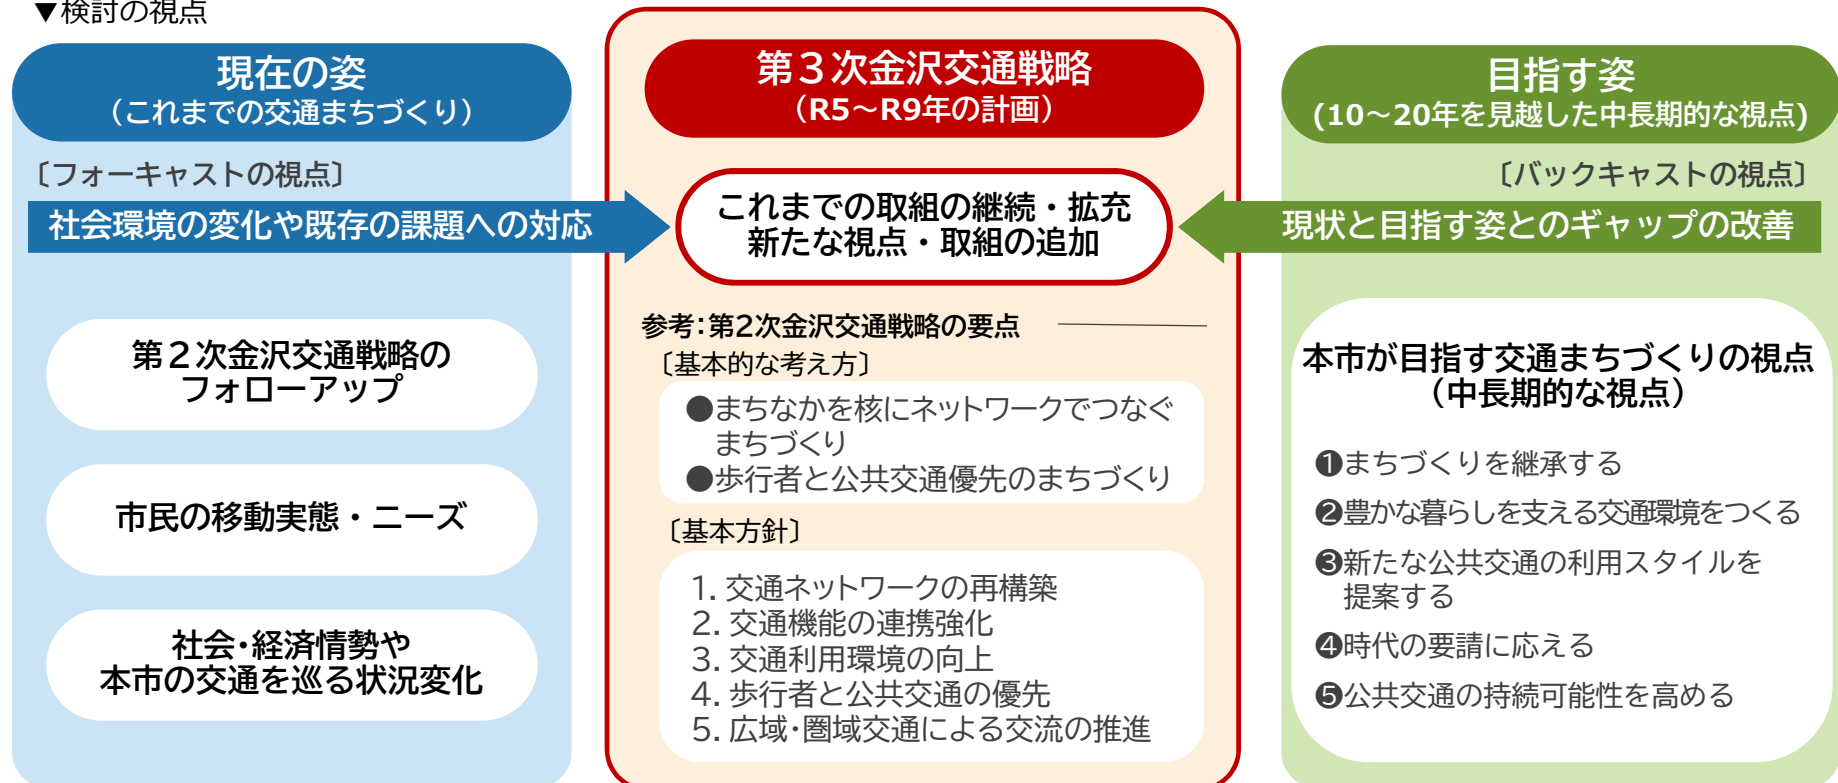 ▼検討の視点
現在の姿
（これまでの交通まちづくり）
〔フォーキャストの視点〕
社会環境の変化や既存の課題への対応
第２次金沢交通戦略の
フォローアップ
市民の移動実態・ニーズ
社会・経済情勢や
本市の交通を巡る状況変化
第３次金沢交通戦略
（R5～R9年の計画）
これまでの取組の継続・拡充
新たな視点・取組の追加
参考：第2次金沢交通戦略の要点
〔基本的な考え方〕
●まちなかを核にネットワークでつなぐ
まちづくり
●歩行者と公共交通優先のまちづくり
〔基本方針〕
1. 交通ネットワークの再構築
2. 交通機能の連携強化
3. 交通利用環境の向上
4. 歩行者と公共交通の優先
5. 広域・圏域交通による交流の推進
目指す姿
(10～20年を見越した中長期的な視点)
〔バックキャストの視点〕
現状と目指す姿とのギャップの改善
本市が目指す交通まちづくりの視点
（中長期的な視点）
❶まちづくりを継承する
❷豊かな暮らしを支える交通環境をつくる
❸新たな公共交通の利用スタイルを
提案する
❹時代の要請に応える
❺公共交通の持続可能性を高める